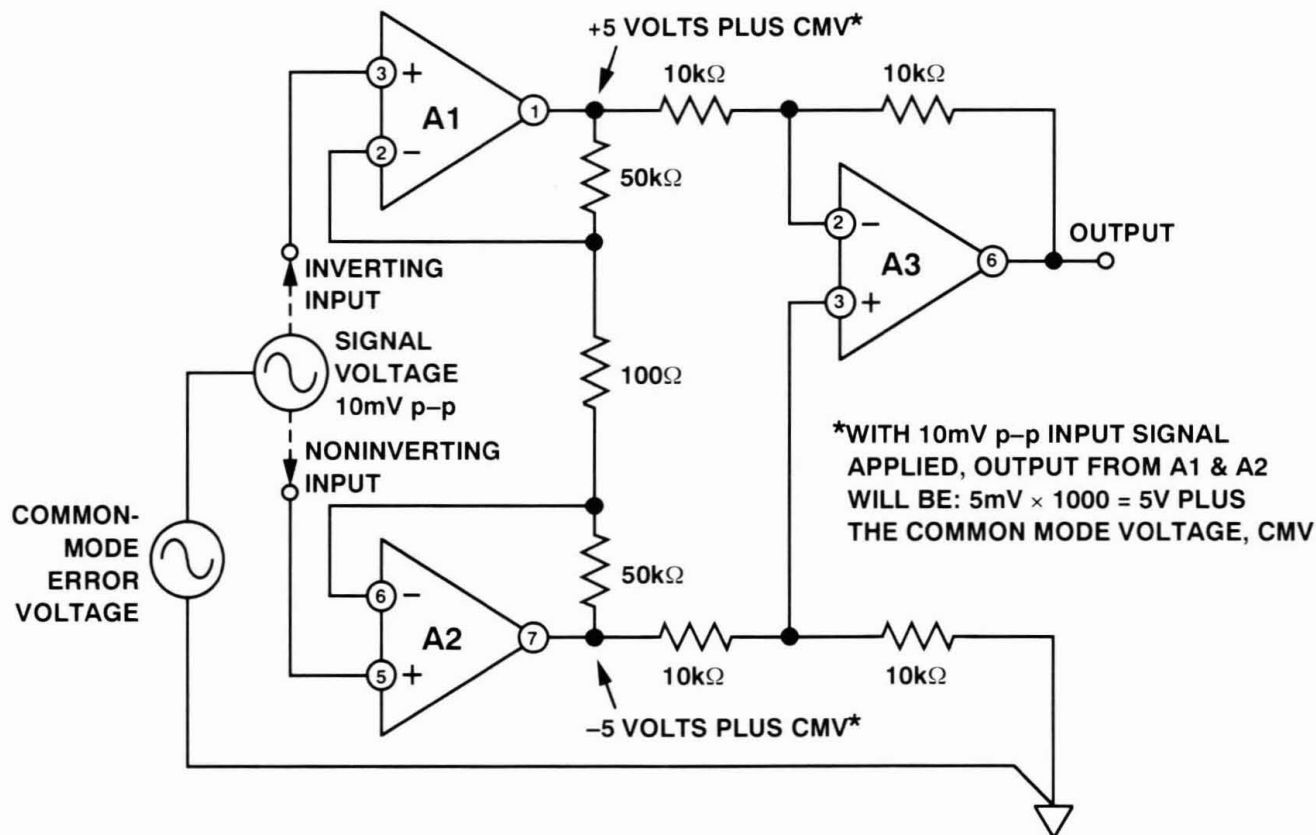 +5 VOLTS PLUS CMV*
10kΩ
10kΩ
3
+
A1
1
2
–
50kΩ
2
–
A3
6
OUTPUT
3
+
INVERTING
INPUT
SIGNAL
VOLTAGE
10mV p–p
100Ω
NONINVERTING
INPUT
*WITH 10mV p–p INPUT SIGNAL
APPLIED, OUTPUT FROM A1 & A2
WILL BE: 5mV × 1000 = 5V PLUS
THE COMMON MODE VOLTAGE, CMV
COMMON-
MODE
ERROR
VOLTAGE
50kΩ
6
–
A2
7
5
+
10kΩ
10kΩ
–5 VOLTS PLUS CMV*